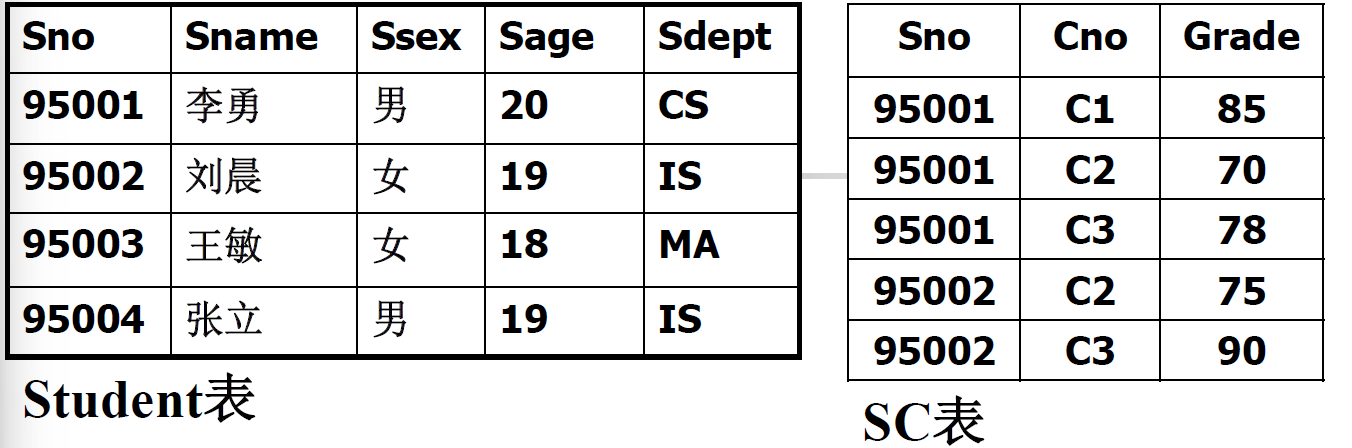 Sno Sname Ssex Sage Sdept
95001 李勇 男 20 CS
95002 刘晨 女 19 IS
95003 王敏 女 18 MA
95004 张立 男 19 IS
Student表
Sno Cno Grade
95001 C1 85
95001 C2 70
95001 C3 78
95002 C2 75
95002 C3 90
SC表